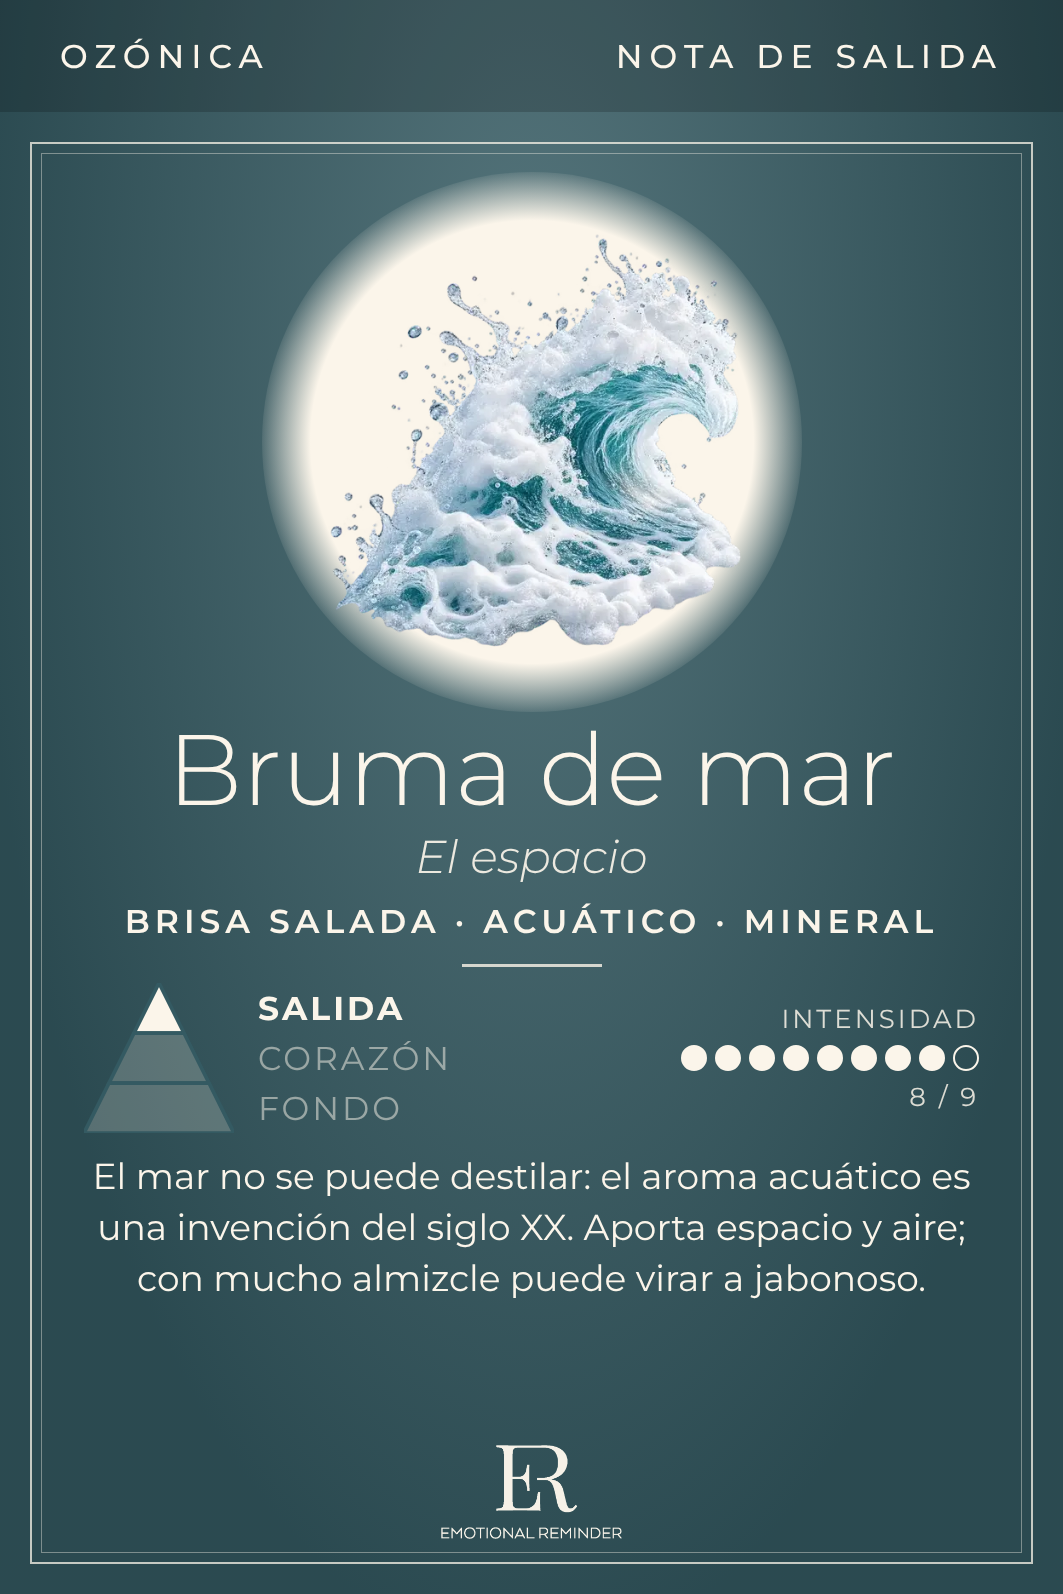 OZÓNICA
NOTA DE SALIDA
Bruma de mar
El espacio
BRISA SALADA · ACUÁTICO · MINERAL
SALIDA
CORAZÓN
FONDO
INTENSIDAD
8 / 9
El mar no se puede destilar: el aroma acuático es
una invención del siglo XX. Aporta espacio y aire;
con mucho almizcle puede virar a jabonoso.
ER
EMOTIONAL REMINDER